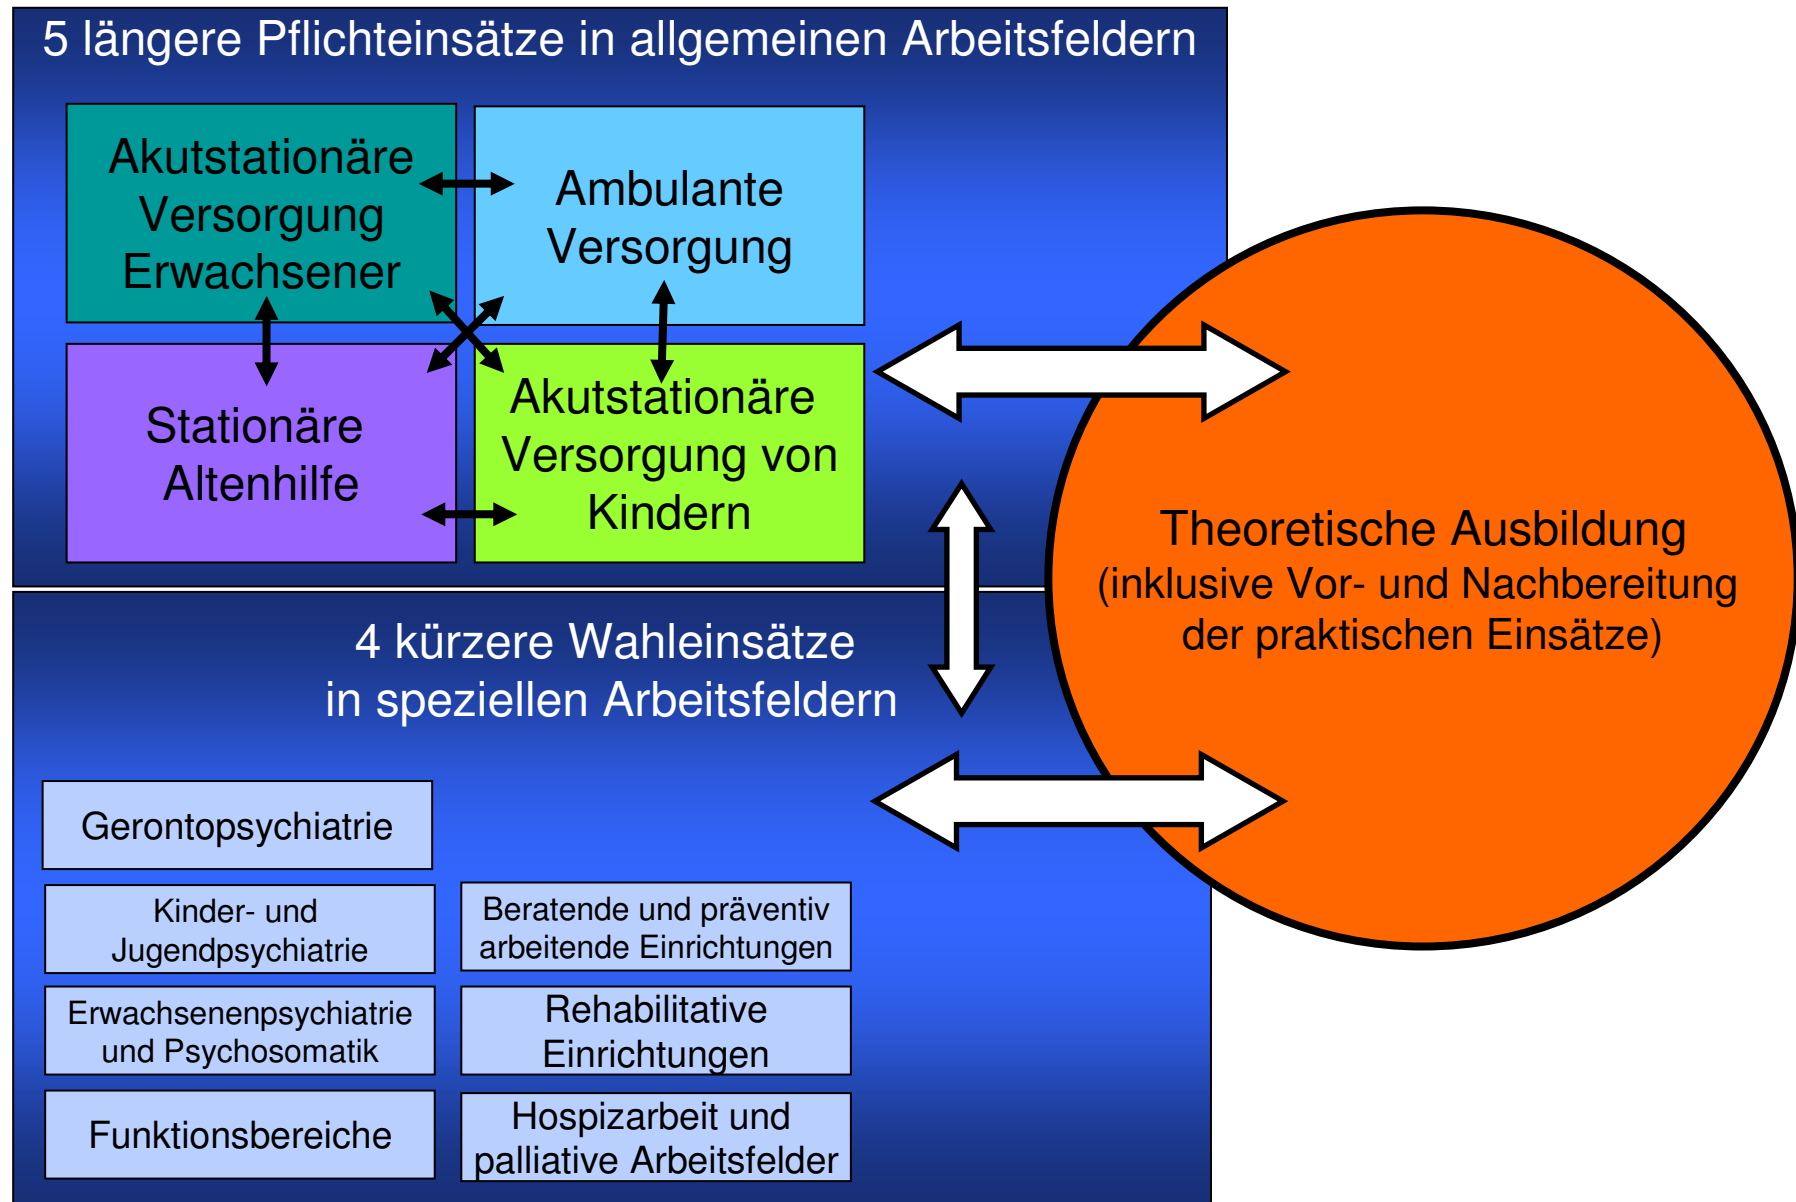 5 längere Pflichteinsätze in allgemeinen Arbeitsfeldern
Akutstationäre
Versorgung
Erwachsener
Ambulante
Versorgung
Stationäre
Altenhilfe
Akutstationäre
Versorgung von
Kindern
Theoretische Ausbildung
(inklusive Vor- und Nachbereitung
der praktischen Einsätze)
4 kürzere Wahleinsätze
in speziellen Arbeitsfeldern
Gerontopsychiatrie
Kinder- und
Jugendpsychiatrie
Beratende und präventiv
arbeitende Einrichtungen
Erwachsenenpsychiatrie
und Psychosomatik
Rehabilitative
Einrichtungen
Funktionsbereiche
Hospizarbeit und
palliative Arbeitsfelder